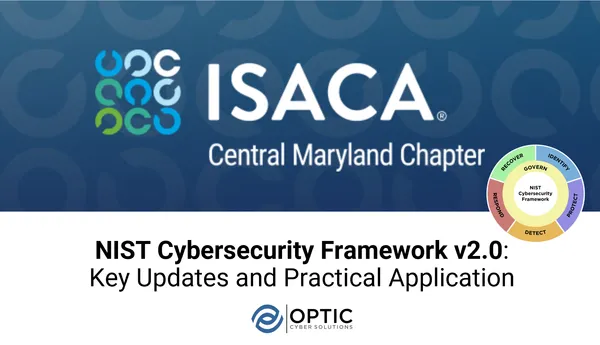 ISACA®
Central Maryland Chapter
RECOVER
IDENTIFY
GOVERN
NIST
Cybersecurity
Framework
RESPOND
PROTECT
DETECT
NIST Cybersecurity Framework v2.0:
Key Updates and Practical Application
OPTIC
CYBER SOLUTIONS